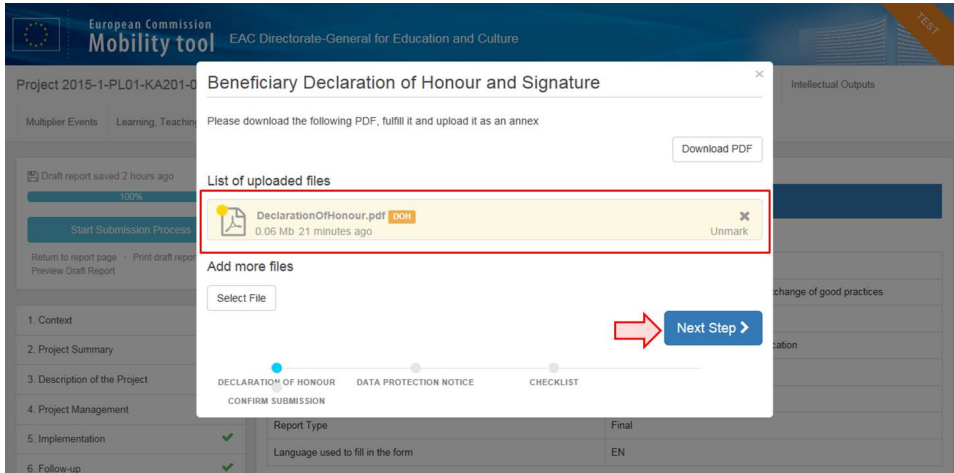 European Commission
Mobility tool
EAC Directorate-General for Education and Culture
TEST
Project 2015-1-PL01-KA201-0
Intellectual Outputs
Multiplier Events
Learning, Teaching
Draft report saved 2 hours ago
100%
Start Submission Process
Return to report page - Print draft repor
Preview Draft Report
1. Context
2. Project Summary
3. Description of the Project
4. Project Management
5. Implementation
6. Follow-up
Beneficiary Declaration of Honour and Signature
×
Please download the following PDF, fulfill it and upload it as an annex
Download PDF
List of uploaded files
DeclarationOfHonour.pdf DOH
0.06 Mb 21 minutes ago
Unmark
Add more files
Select File
Next Step
DECLARATION OF HONOUR
DATA PROTECTION NOTICE
CHECKLIST
CONFIRM SUBMISSION
change of good practices
cation
Report Type
Final
Language used to fill in the form
EN